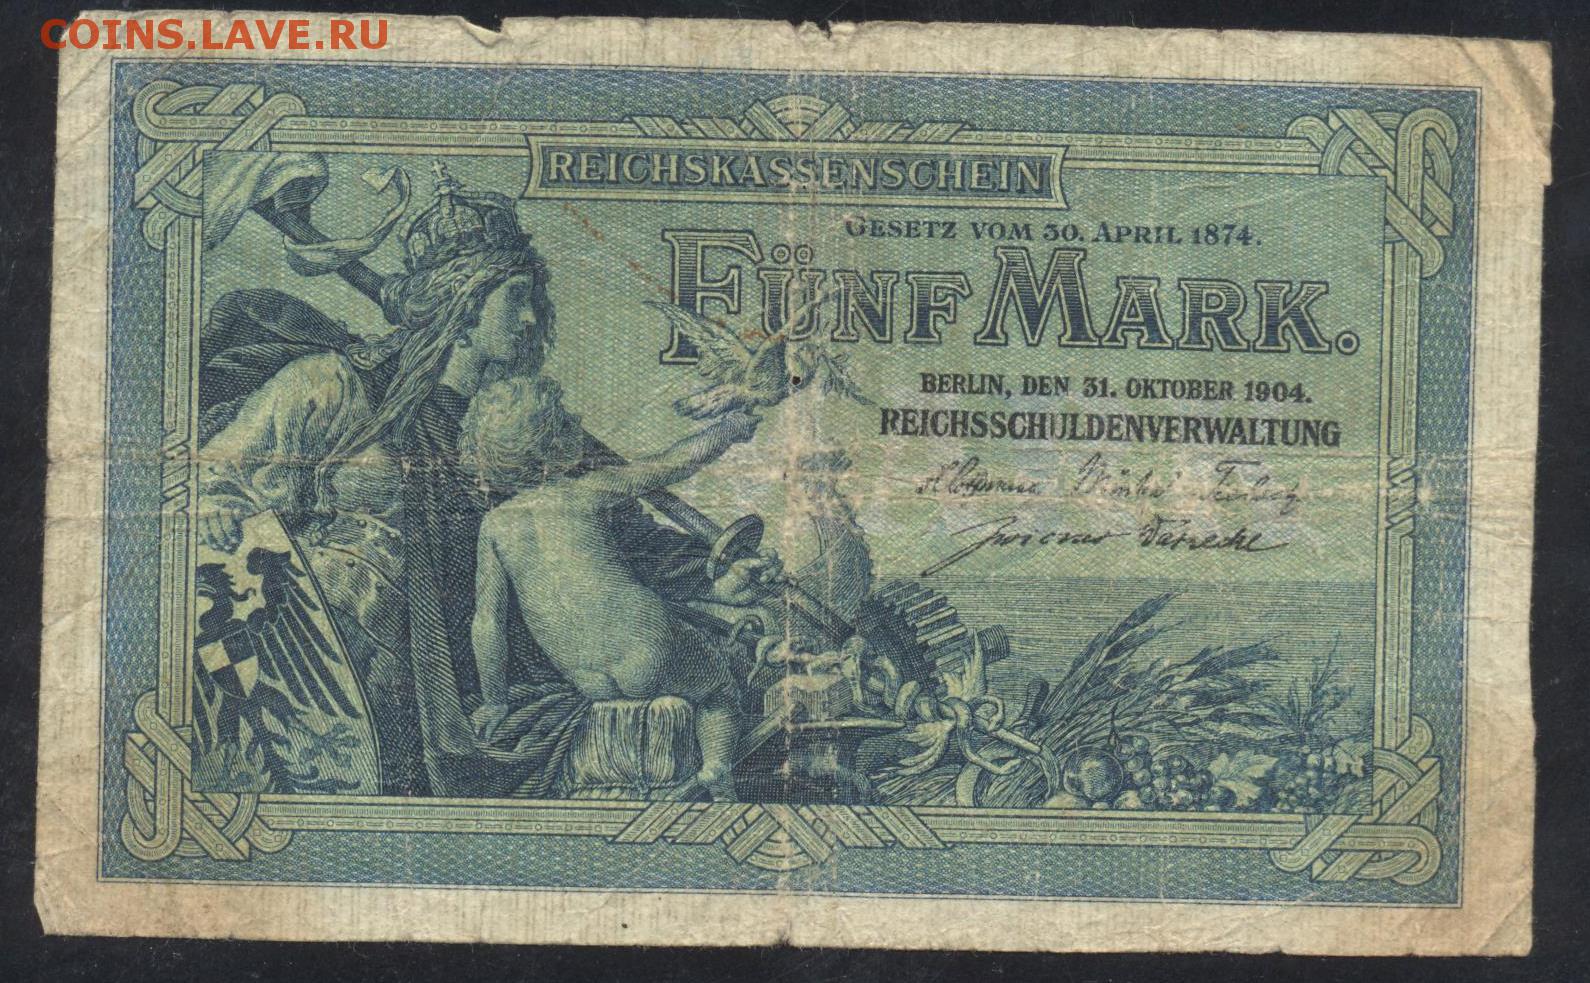 COINS.LAVE.RU
REICHSKASSENSCHEIN
GESETZ VOM 30. APRIL 1874.
FÜNF MARK.
BERLIN, DEN 31. OKTOBER 1904.
REICHSSCHULDENVERWALTUNG